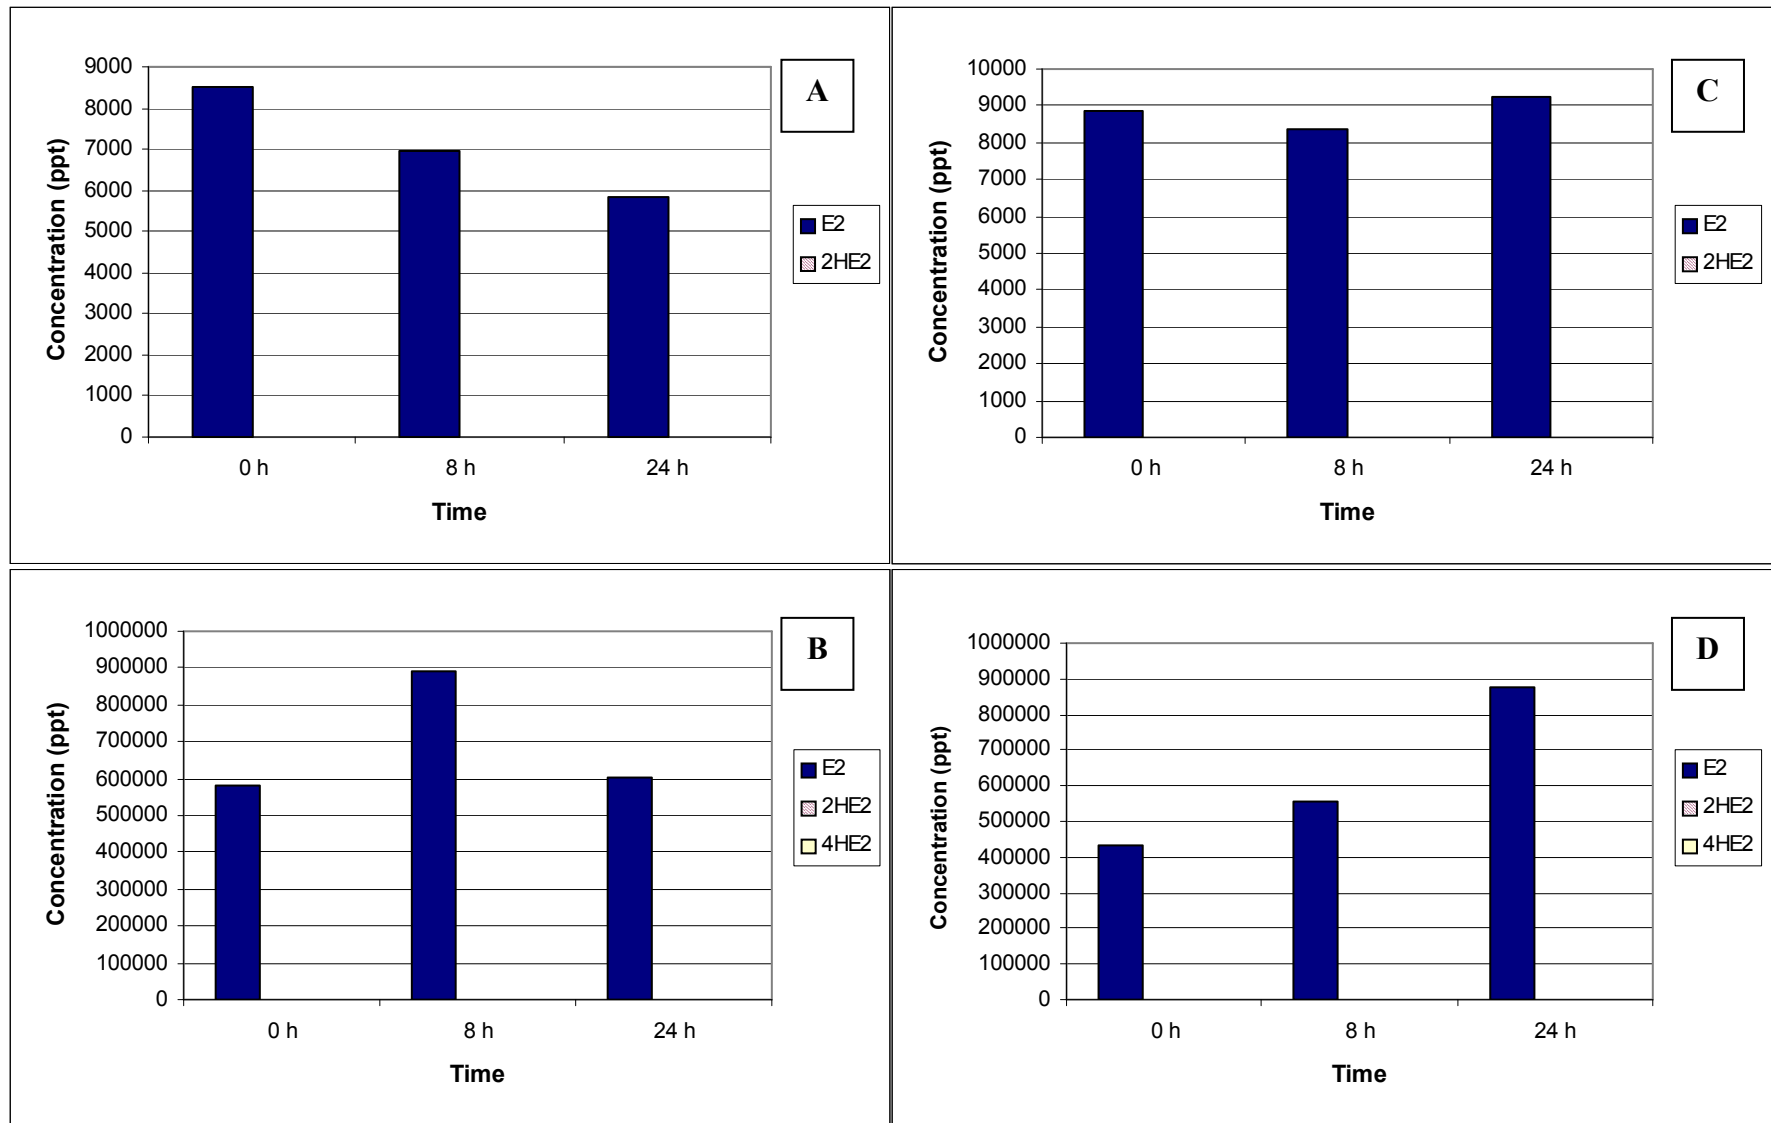 A
9000
8000
7000
6000
5000
4000
3000
2000
1000
0
Concentration (ppt)
0 h 8 h 24 h
Time
E2
2HE2
C
10000
9000
8000
7000
6000
5000
4000
3000
2000
1000
0
Concentration (ppt)
0 h 8 h 24 h
Time
E2
2HE2
B
1000000
900000
800000
700000
600000
500000
400000
300000
200000
100000
0
Concentration (ppt)
0 h 8 h 24 h
Time
E2
2HE2
4HE2
D
1000000
900000
800000
700000
600000
500000
400000
300000
200000
100000
0
Concentration (ppt)
0 h 8 h 24 h
Time
E2
2HE2
4HE2